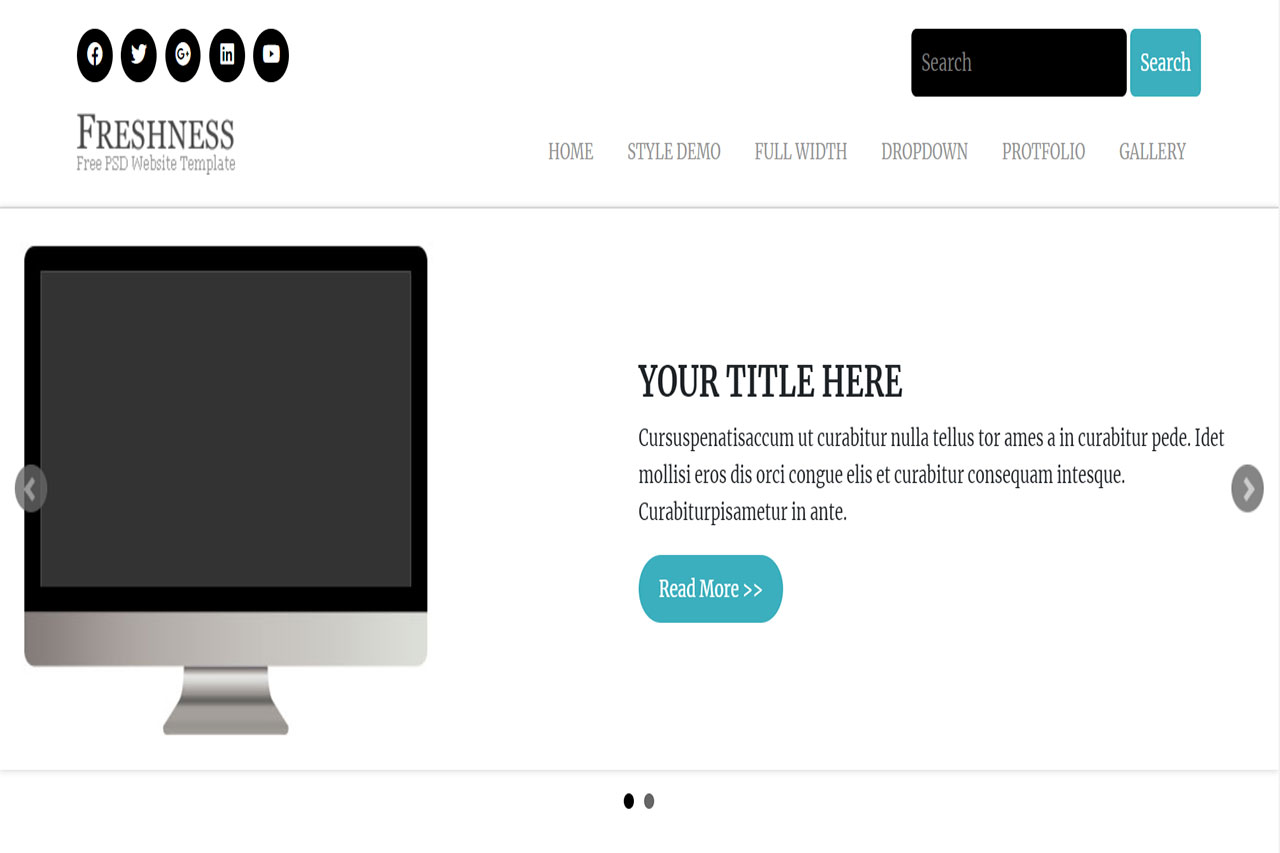 Search
Search
FRESHNESS
Free PSD Website Template
HOME STYLE DEMO FULL WIDTH DROPDOWN PROTFOLIO GALLERY
YOUR TITLE HERE
Cursuspenatisaccum ut curabitur nulla tellus tor ames a in curabitur pede. Idet
mollisi eros dis orci congue elis et curabitur consequam intesque.
Curabiturpisametur in ante.
Read More >>